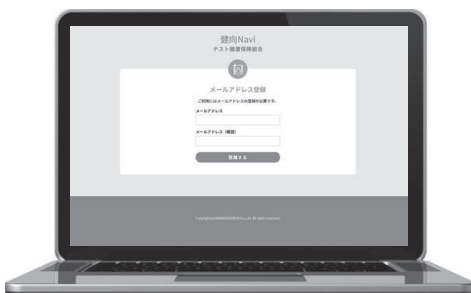 健向Navi
テスト健康保険組合
メールアドレス登録
ご利用にはメールアドレスの登録が必要です。
メールアドレス
メールアドレス（確認）
登録する
All rights reserved.